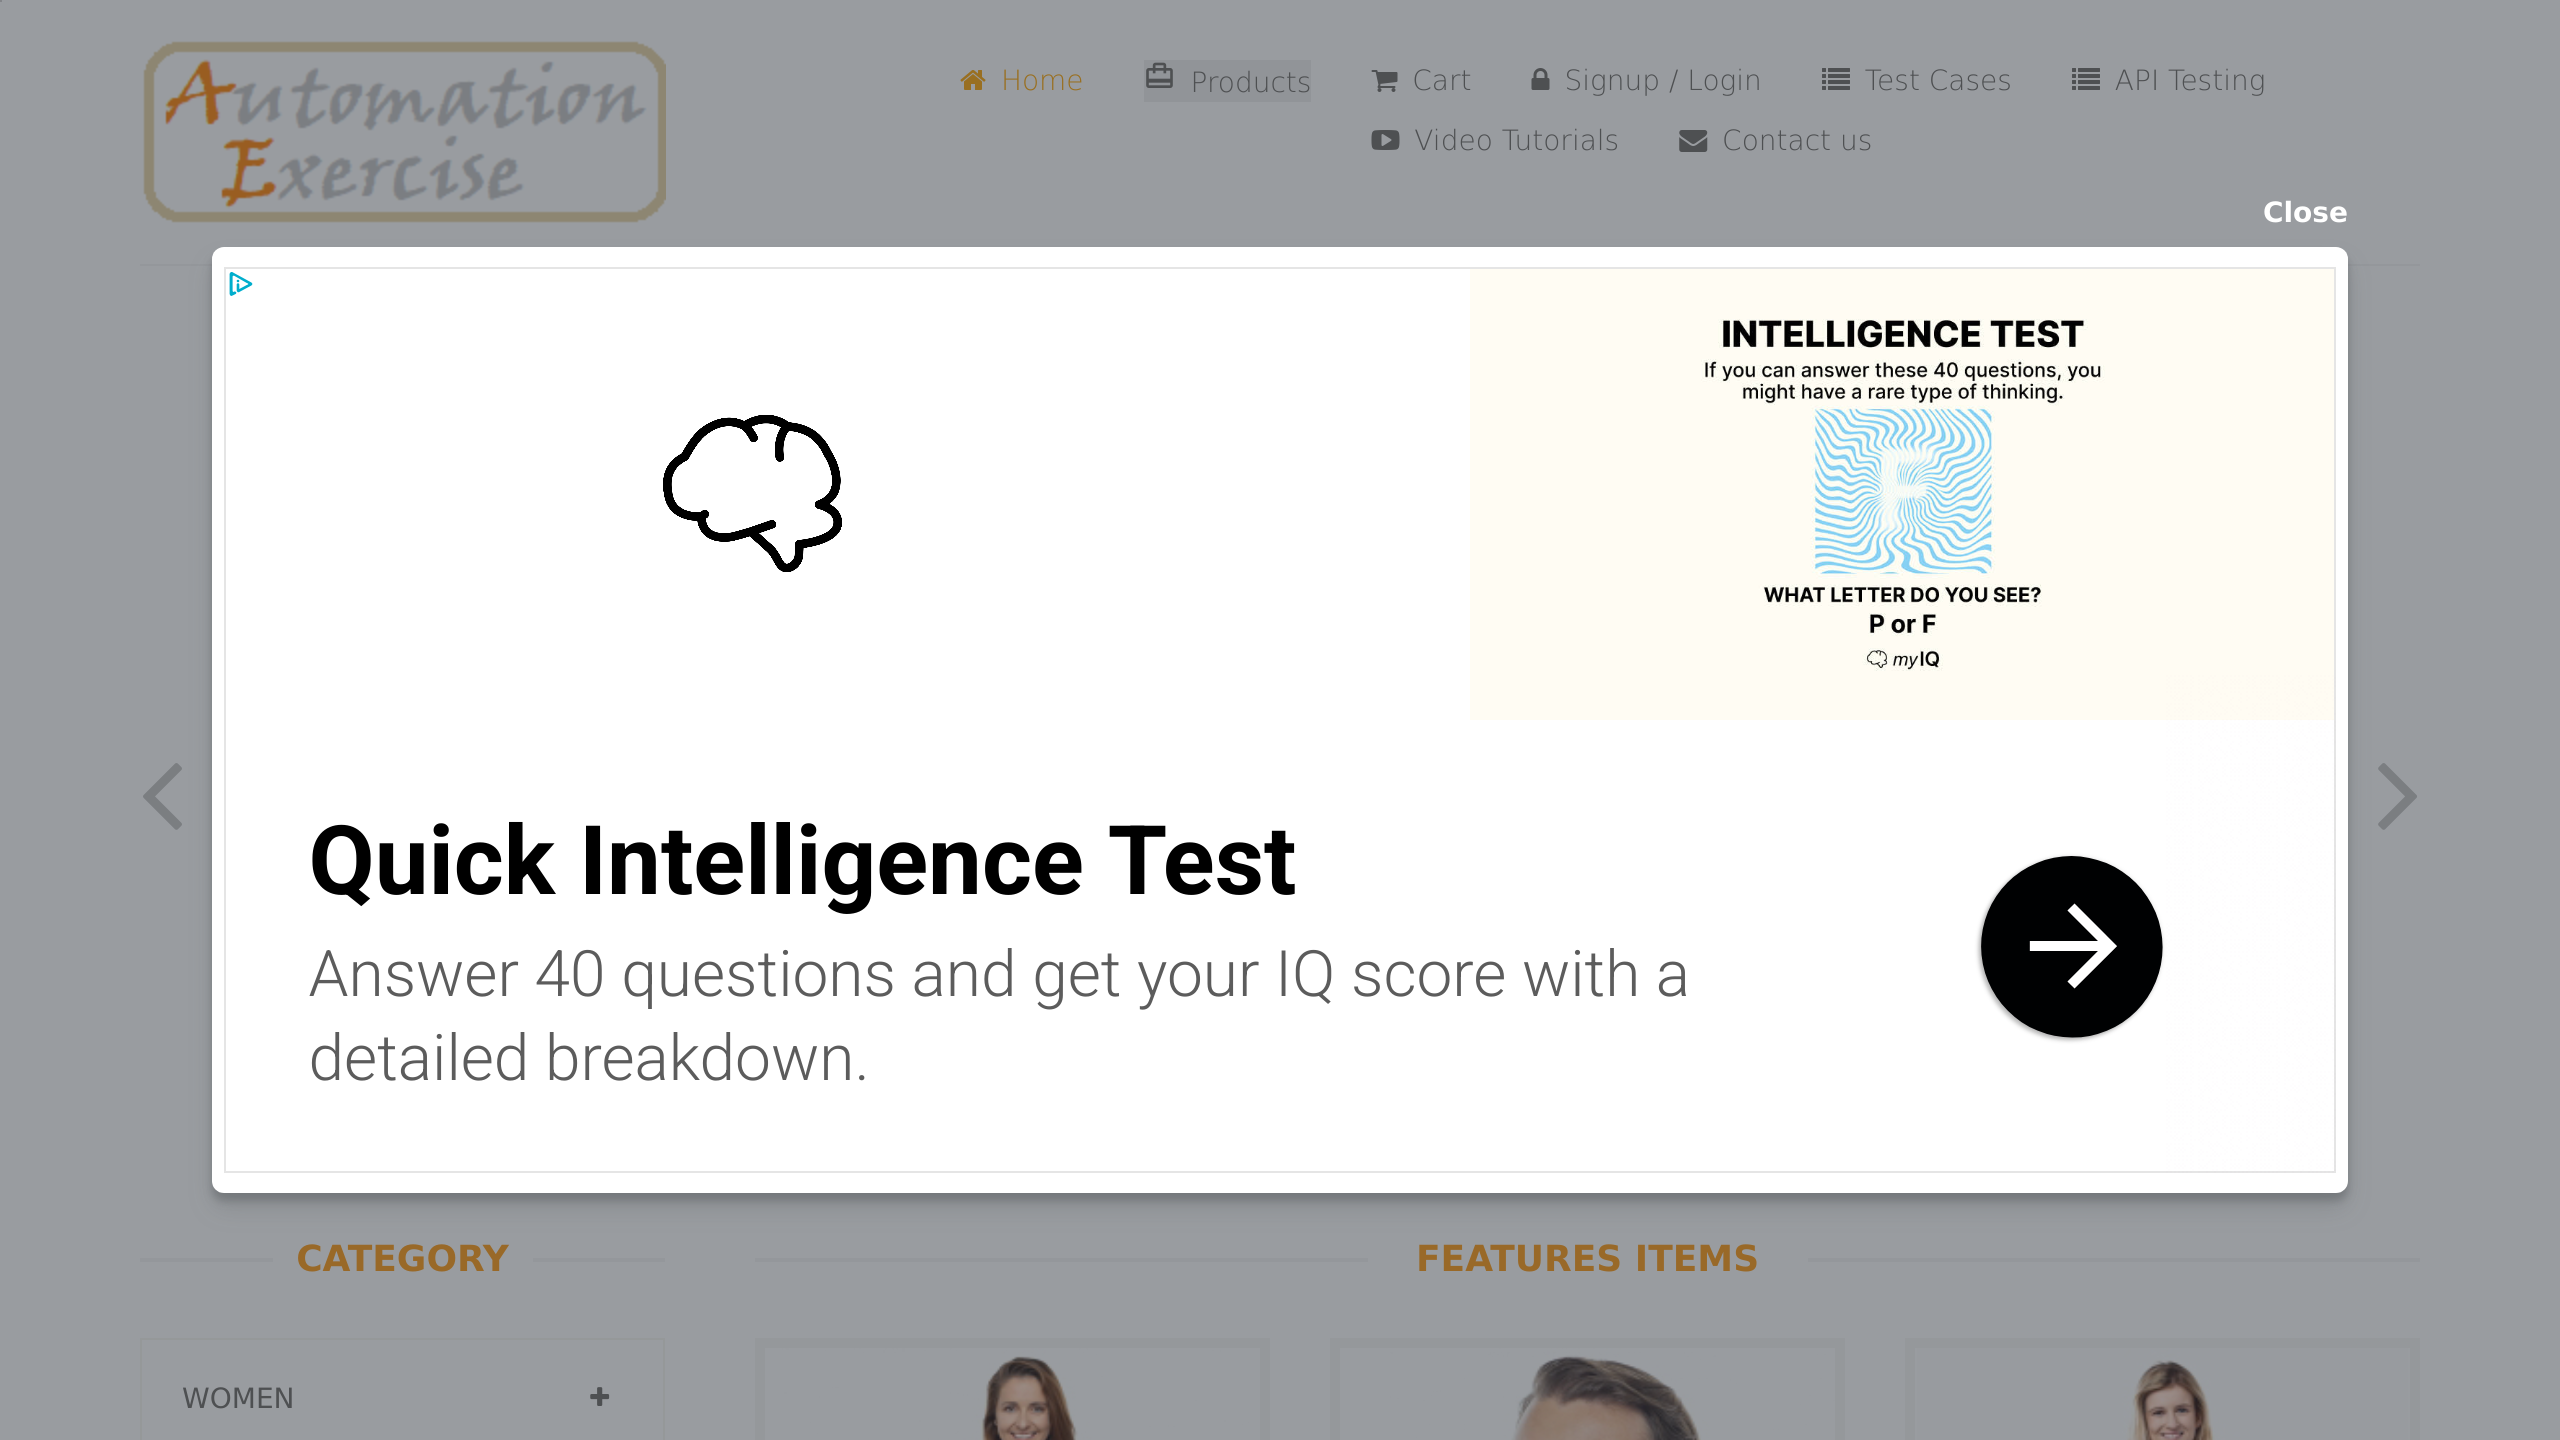 Automation
Exercise
Home
Products
Cart
Signup / Login
Test Cases
API Testing
Video Tutorials
Contact us
Close
INTELLIGENCE TEST
If you can answer these 40 questions, you
might have a rare type of thinking.
F
WHAT LETTER DO YOU SEE?
P or F
myIQ
Quick Intelligence Test
Answer 40 questions and get your IQ score with a
detailed breakdown.
CATEGORY
FEATURES ITEMS
WOMEN